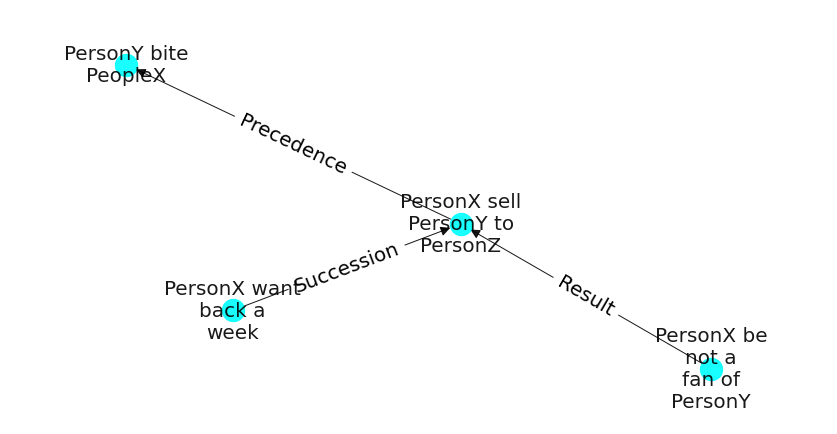 PersonY bite
PeopleX
Precedence
PersonX sell
PersonY to
PersonZ
Succession
PersonX want
back a
week
Result
PersonX be
not a
fan of
PersonY